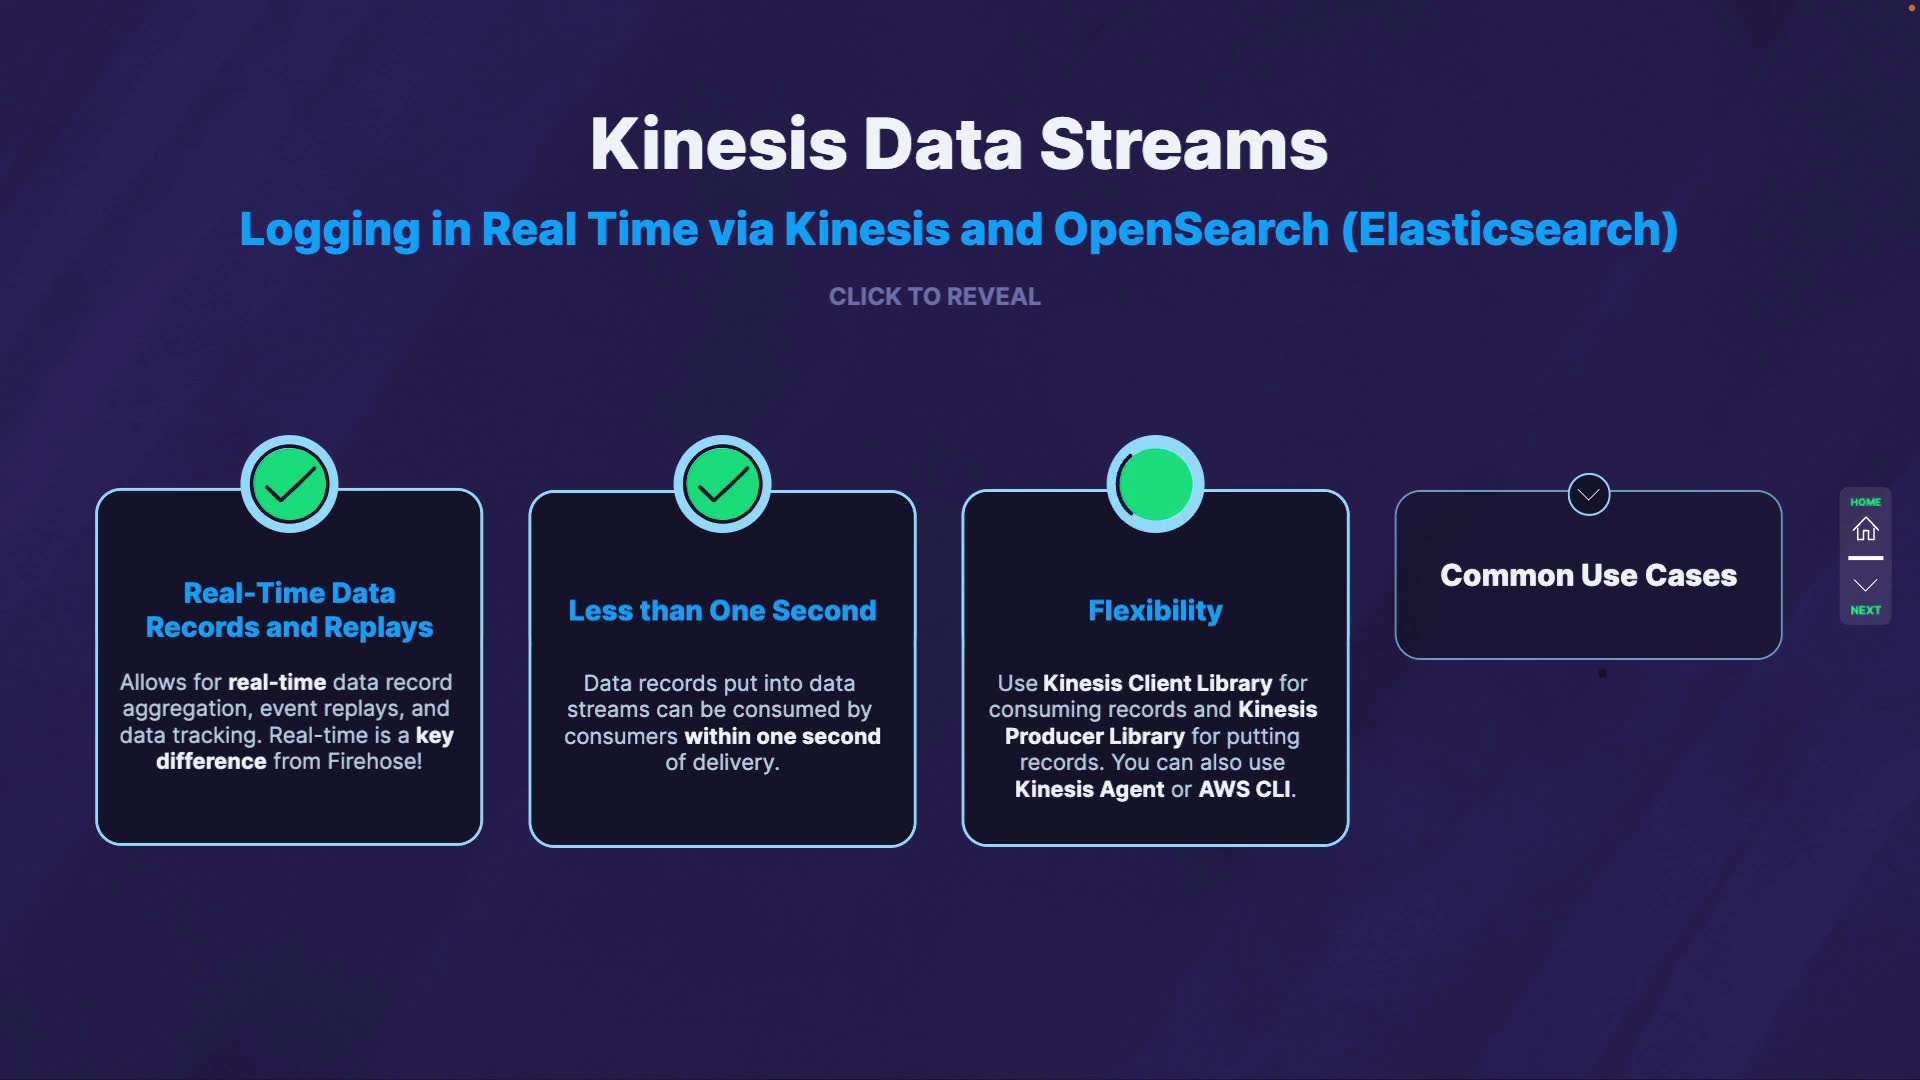 Kinesis Data Streams
Logging in Real Time via Kinesis and OpenSearch (Elasticsearch)
CLICK TO REVEAL
Real-Time Data
Records and Replays
Allows for real-time data record
aggregation, event replays, and
data tracking. Real-time is a key
difference from Firehose!
Less than One Second
Data records put into data
streams can be consumed by
consumers within one second
of delivery.
Flexibility
Use Kinesis Client Library for
consuming records and Kinesis
Producer Library for putting
records. You can also use
Kinesis Agent or AWS CLI.
Common Use Cases
HOME
NEXT